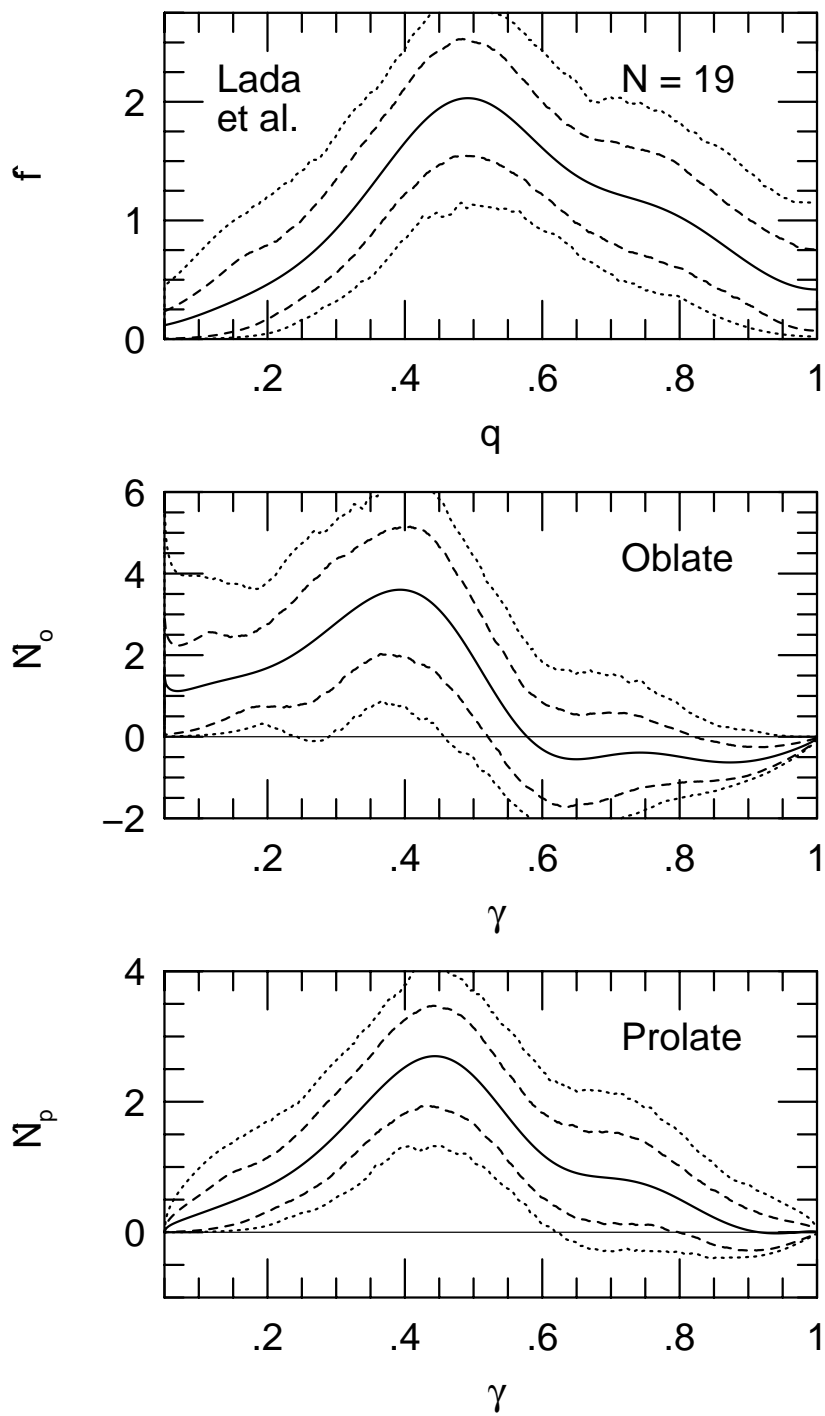 Lada
et al.
N = 19
f̂
2
1
0
.2 .4 .6 .8 1
q
Oblate
N̂o
6
4
2
0
−2
.2 .4 .6 .8 1
γ
Prolate
N̂p
4
2
0
.2 .4 .6 .8 1
γ